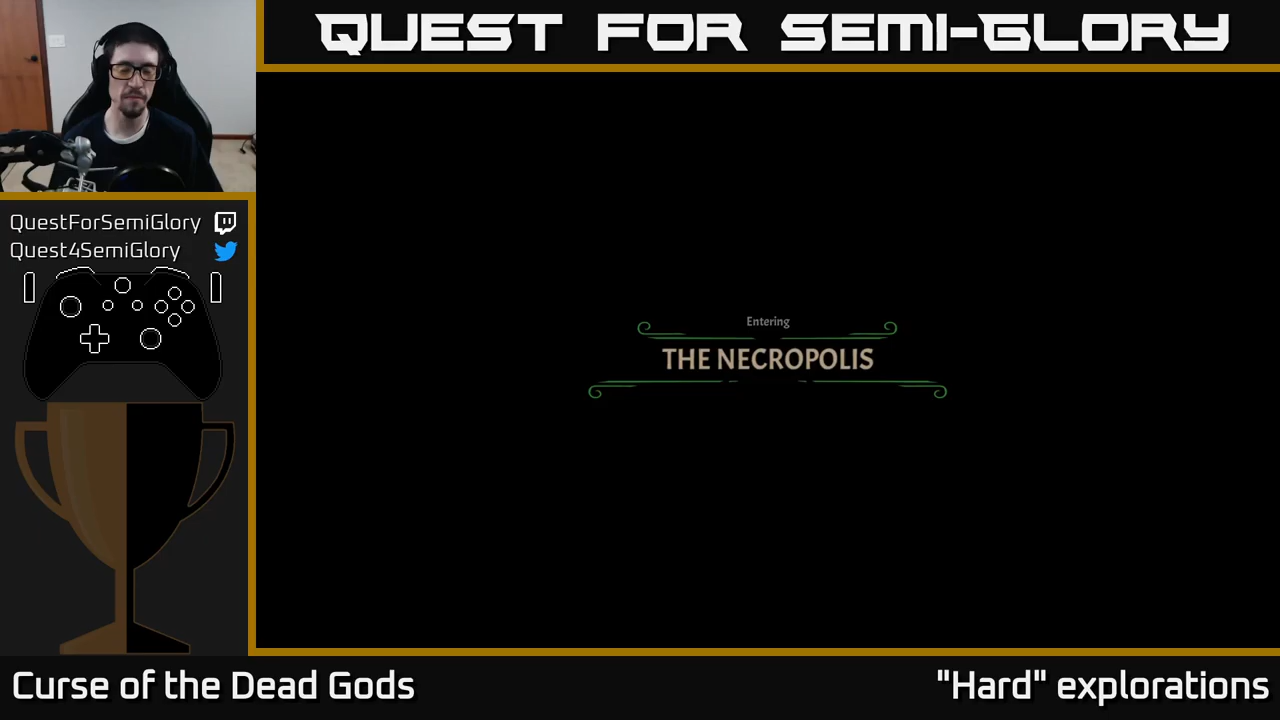 QUEST FOR SEMI-GLORY
QuestForSemiGlory
Quest4SemiGlory
Entering
THE NECROPOLIS
Curse of the Dead Gods
"Hard" explorations